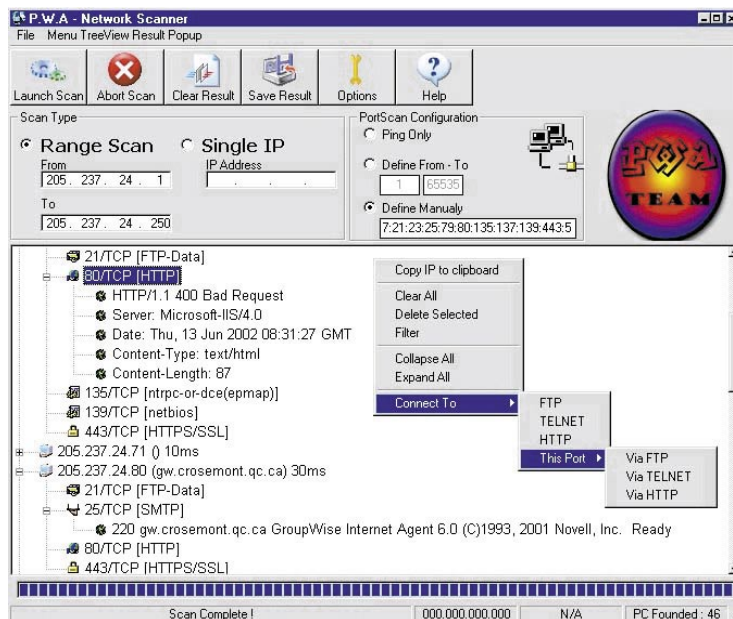 P.W.A - Network Scanner
File Menu TreeView Result Popup
Launch Scan Abort Scan Clear Result Save Result Options Help
Scan Type
Range Scan
Single IP
From
IP Address
205 . 237 . 24 . 1
. . .
To
205 . 237 . 24 . 250
PortScan Configuration
Ping Only
Define From - To
1 65535
Define Manualy
7:21:23:25:79:80:135:137:139:443:5
PWA
TEAM
21/TCP [FTP-Data]
80/TCP [HTTP]
HTTP/1.1 400 Bad Request
Server: Microsoft-IIS/4.0
Date: Thu, 13 Jun 2002 08:31:27 GMT
Content-Type: text/html
Content-Length: 87
135/TCP [ntrpc-or-dce(epmap)]
139/TCP [netbios]
443/TCP [HTTPS/SSL]
205.237.24.71 () 10ms
205.237.24.80 (gw.crosemont.qc.ca) 30ms
21/TCP [FTP-Data]
25/TCP [SMTP]
220 gw.crosemont.qc.ca GroupWise Internet Agent 6.0 (C)1993, 2001 Novell, Inc. Ready
80/TCP [HTTP]
443/TCP [HTTPS/SSL]
Copy IP to clipboard
Clear All
Delete Selected
Filter
Collapse All
Expand All
Connect To
FTP
TELNET
HTTP
This Port
Via FTP
Via TELNET
Via HTTP
Scan Complete ! 000.000.000.000 N/A PC Founded : 46